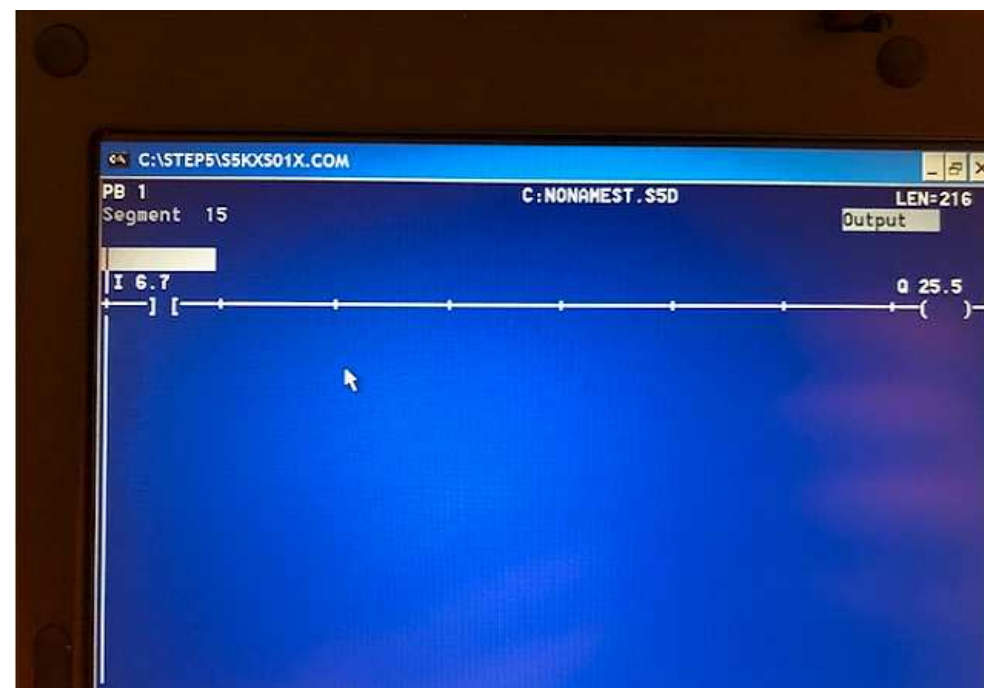 C:\STEP5\S5KXS01X.COM
PB 1 C:NONAMEST.S5D LEN=216
Segment 15 Output
I 6.7 Q 25.5